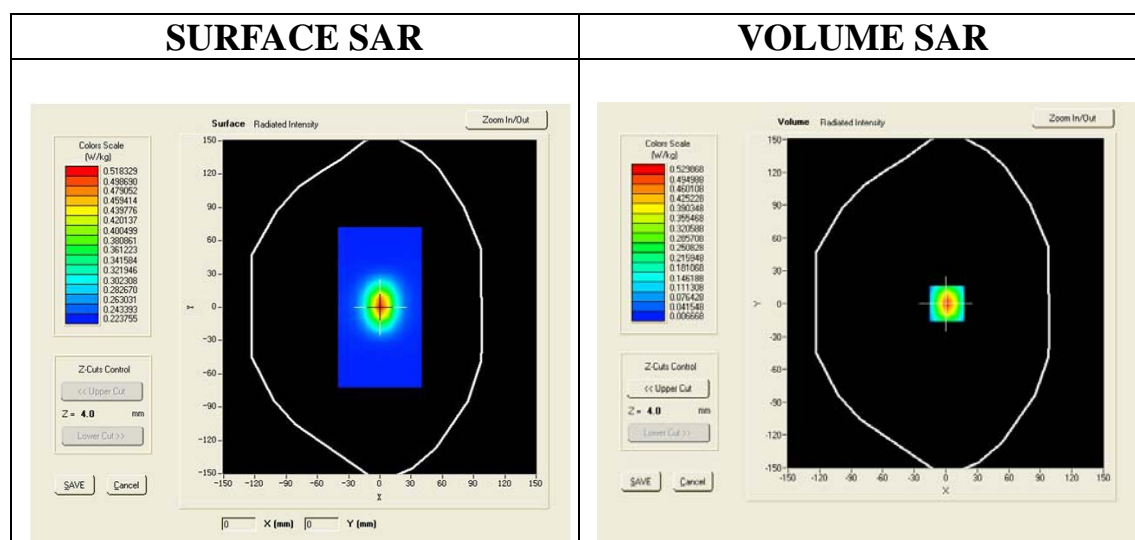 SURFACE SAR
VOLUME SAR
Surface Radiated Intensity
Zoom In/Out
Colors Scale
(W/kg)
0.518329
0.498690
0.479052
0.459414
0.439776
0.420137
0.400499
0.380861
0.361223
0.341584
0.321946
0.302308
0.282670
0.263031
0.243393
0.223755
Z-Cuts Control
<< Upper Cut
Z = 4.0 mm
Lower Cut >>
SAVE Cancel
150
120
90
60
30
0
-30
-60
-90
-120
-150
Y
-150 -120 -90 -60 -30 0 30 60 90 120 150
X
0 X (mm) 0 Y (mm)
Volume Radiated Intensity
Zoom In/Out
Colors Scale
(W/kg)
0.529868
0.494988
0.460108
0.425228
0.390348
0.355468
0.320588
0.285708
0.250828
0.215948
0.181068
0.146188
0.111308
0.076428
0.041548
0.006668
Z-Cuts Control
<< Upper Cut
Z = 4.0 mm
Lower Cut >>
SAVE Cancel
150
120
90
60
30
0
-30
-60
-90
-120
-150
Y
-150 -120 -90 -60 -30 0 30 60 90 120 150
X